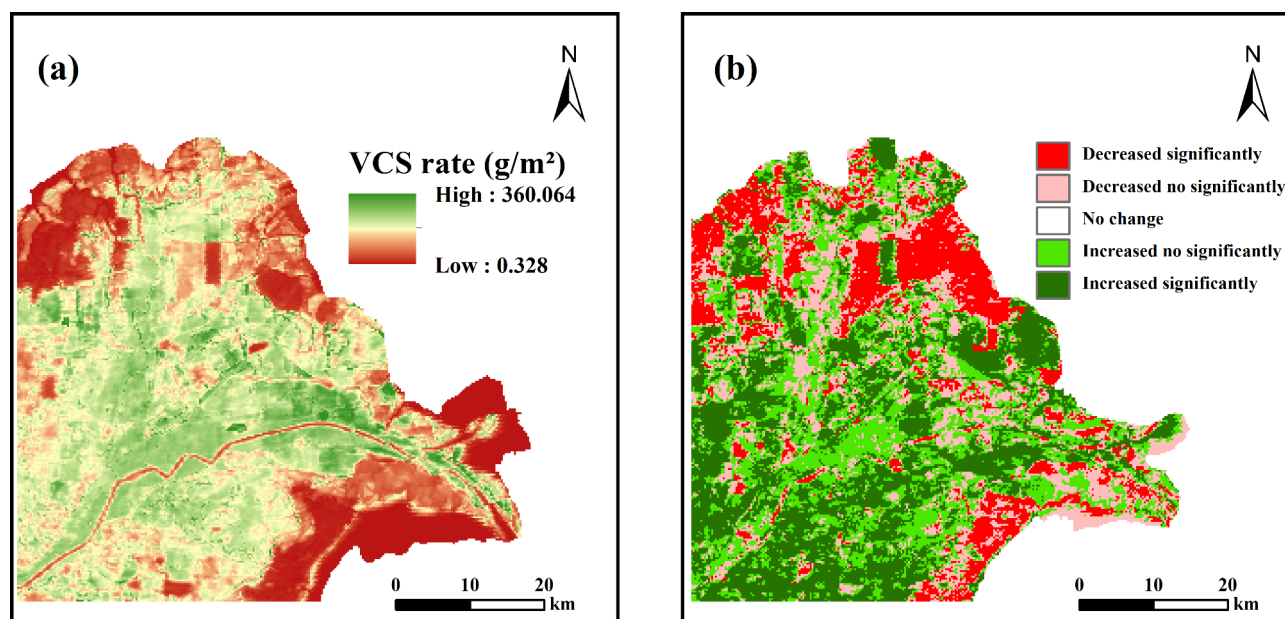 (a)
N
VCS rate (g/m²)
High : 360.064
Low : 0.328
0 10 20
km
(b)
N
Decreased significantly
Decreased no significantly
No change
Increased no significantly
Increased significantly
0 10 20
km